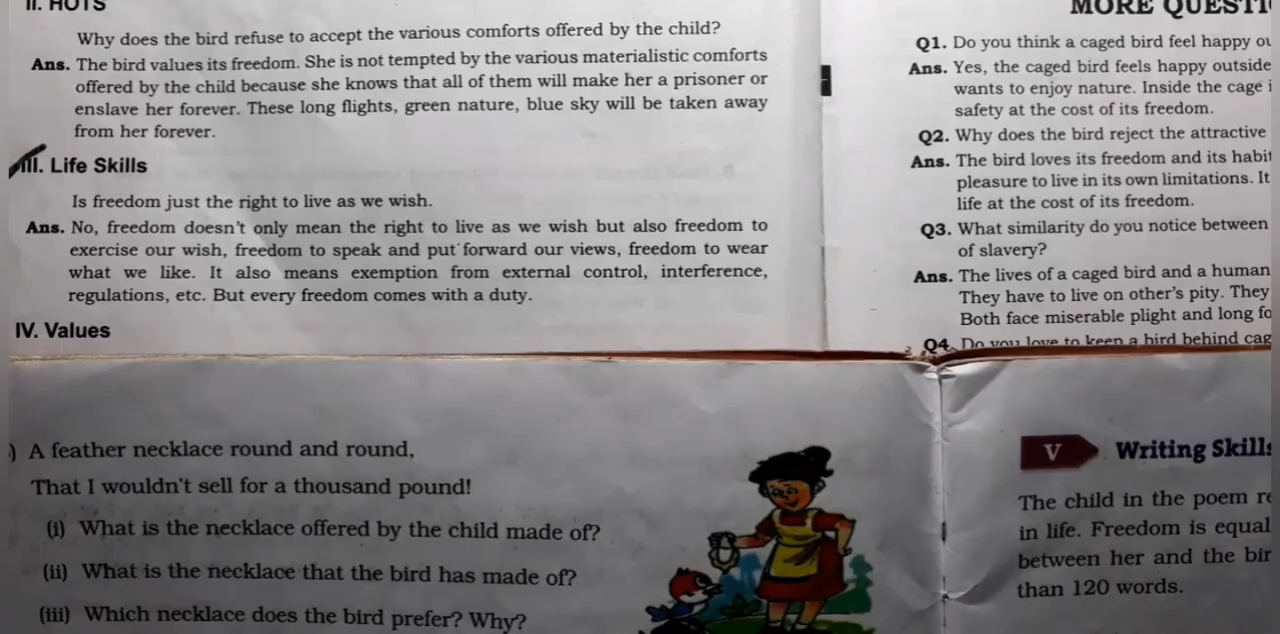 II. HOTS
Why does the bird refuse to accept the various comforts offered by the child?
Ans. The bird values its freedom. She is not tempted by the various materialistic comforts
offered by the child because she knows that all of them will make her a prisoner or
enslave her forever. These long flights, green nature, blue sky will be taken away
from her forever.
III. Life Skills
Is freedom just the right to live as we wish.
Ans. No, freedom doesn't only mean the right to live as we wish but also freedom to
exercise our wish, freedom to speak and put forward our views, freedom to wear
what we like. It also means exemption from external control, interference,
regulations, etc. But every freedom comes with a duty.
IV. Values
MORE QUESTI
Q1. Do you think a caged bird feel happy ou
Ans. Yes, the caged bird feels happy outside
wants to enjoy nature. Inside the cage i
safety at the cost of its freedom.
Q2. Why does the bird reject the attractive
Ans. The bird loves its freedom and its habit
pleasure to live in its own limitations. It
life at the cost of its freedom.
Q3. What similarity do you notice between
of slavery?
Ans. The lives of a caged bird and a human
They have to live on other's pity. They
Both face miserable plight and long fo
Q4. Do you love to keep a bird behind cag
) A feather necklace round and round,
That I wouldn't sell for a thousand pound!
(i) What is the necklace offered by the child made of?
(ii) What is the necklace that the bird has made of?
(iii) Which necklace does the bird prefer? Why?
V Writing Skills
The child in the poem re
in life. Freedom is equal
between her and the bir
than 120 words.